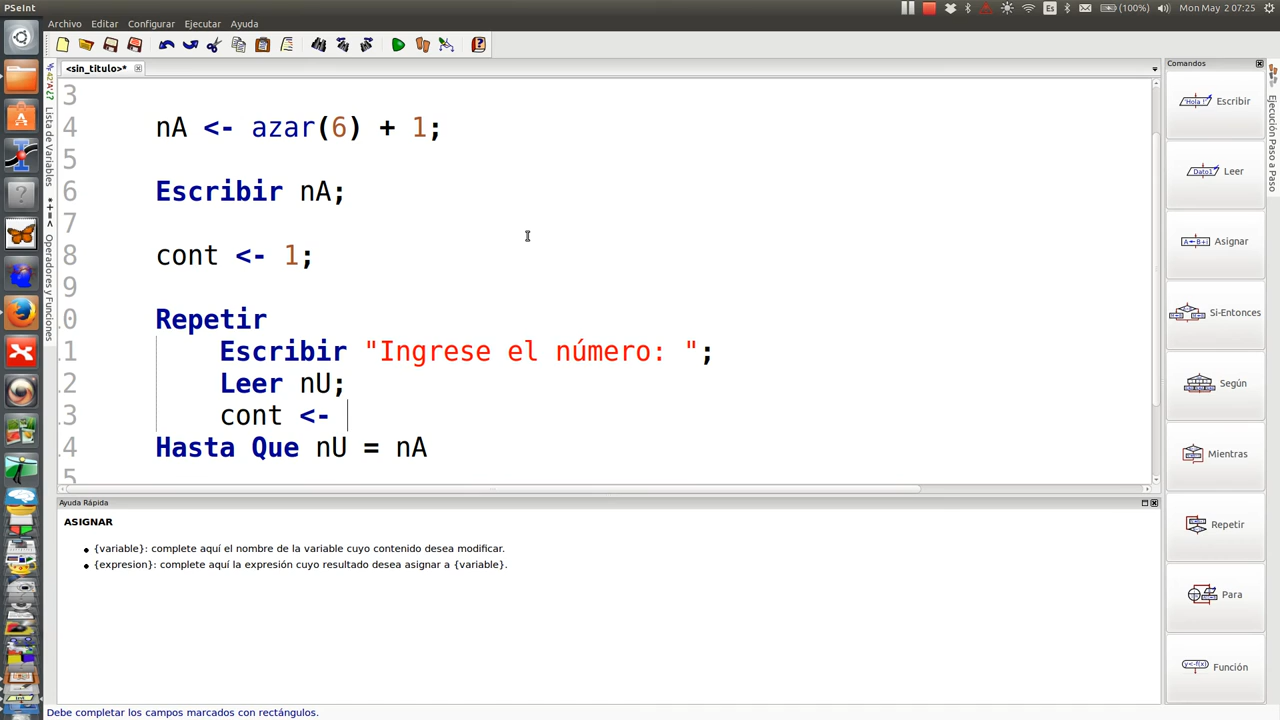 PSeInt
Es (100%) Mon May 2 07:25
Archivo Editar Configurar Ejecutar Ayuda
<sin_titulo>*
Lista de Variables
Operadores y Funciones
3
4 nA <- azar(6) + 1;
5
6 Escribir nA;
7
8 cont <- 1;
9
0 Repetir
1 Escribir "Ingrese el número: ";
2 Leer nU;
3 cont <-
4 Hasta Que nU = nA
5
Comandos
Escribír
Leer
Asignar
Si-Entonces
Según
Mientras
Repetir
Para
Función
Ejecución Paso a Paso
Ayuda Rápida
ASIGNAR
• {variable}: complete aquí el nombre de la variable cuyo contenido desea modificar.
• {expresion}: complete aquí la expresión cuyo resultado desea asignar a {variable}.
Debe completar los campos marcados con rectángulos.